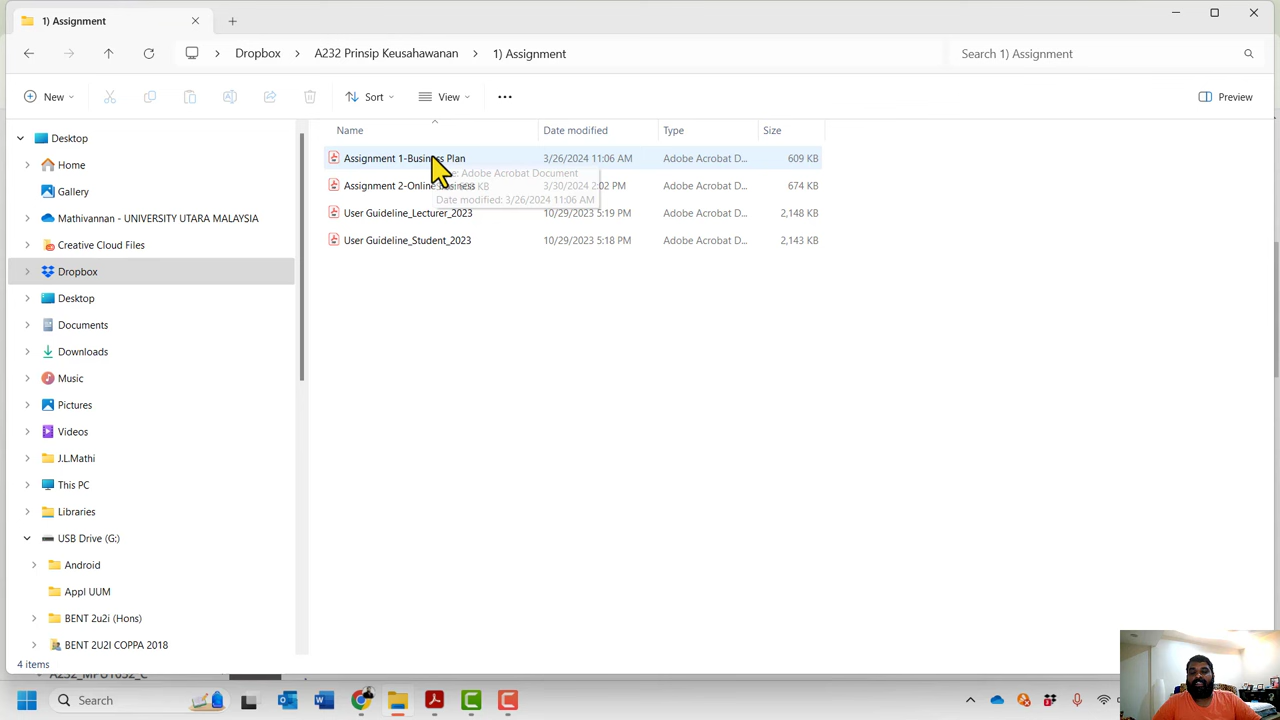 1) Assignment
Dropbox
A232 Prinsip Keusahawanan
1) Assignment
Search 1) Assignment
New
Sort
View
Preview
Name
Date modified
Type
Size
Desktop
Home
Gallery
Mathivannan - UNIVERSITY UTARA MALAYSIA
Creative Cloud Files
Dropbox
Desktop
Documents
Downloads
Music
Pictures
Videos
J.L.Mathi
This PC
Libraries
USB Drive (G:)
Android
Appl UUM
BENT 2u2i (Hons)
BENT 2U2I COPPA 2018
Assignment 1-Business Plan 3/26/2024 11:06 AM Adobe Acrobat D... 609 KB
Adobe Acrobat Document
Assignment 2-Online Business 3/30/2024 2:02 PM Adobe Acrobat D... 674 KB
Date modified: 3/26/2024 11:06 AM
User Guideline_Lecturer_2023 10/29/2023 5:19 PM Adobe Acrobat D... 2,148 KB
User Guideline_Student_2023 10/29/2023 5:18 PM Adobe Acrobat D... 2,143 KB
4 items
Search